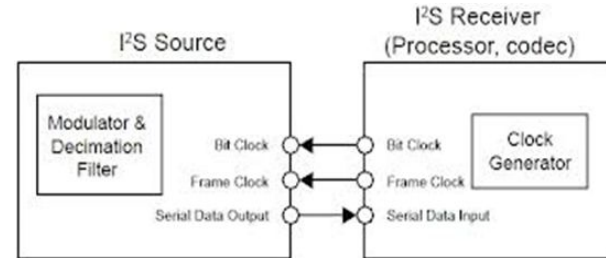 I²S Source
I²S Receiver
(Processor, codec)
Modulator &
Decimation
Filter
Bit Clock
Frame Clock
Serial Data Output
Bit Clock
Frame Clock
Serial Data Input
Clock
Generator